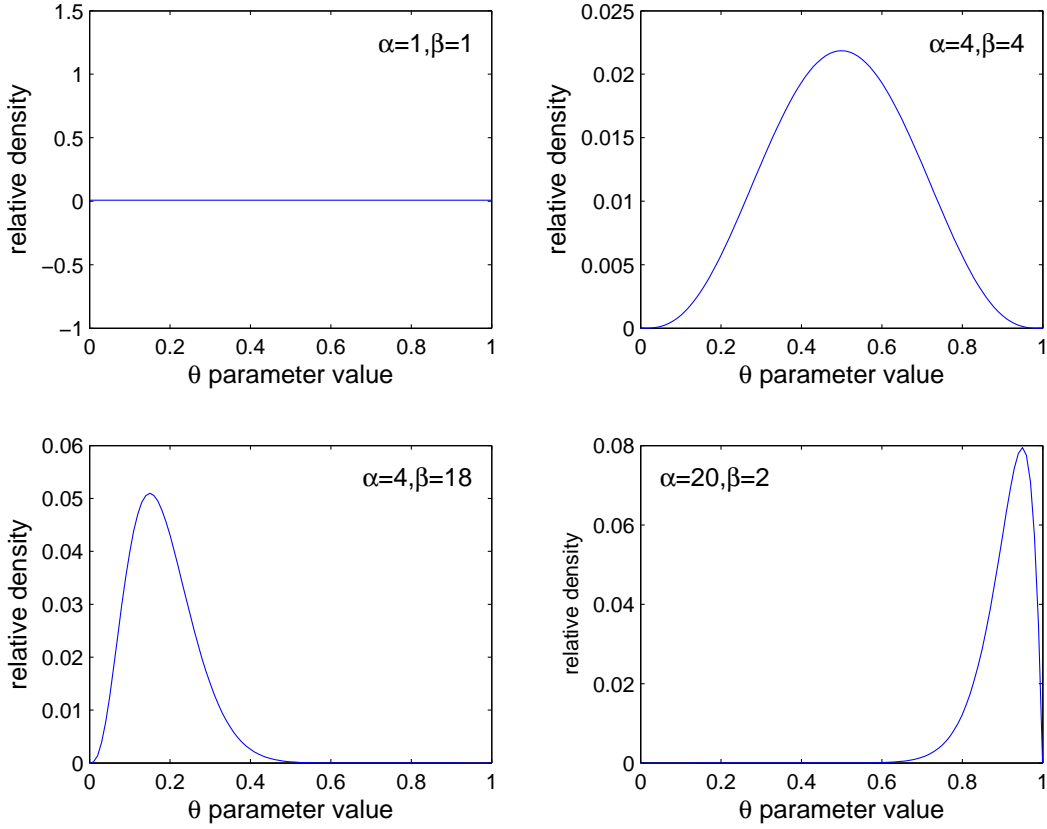 1.5
1
0.5
0
−0.5
−1
relative density
α=1,β=1
0 0.2 0.4 0.6 0.8 1
θ parameter value
0.025
0.02
0.015
0.01
0.005
0
relative density
α=4,β=4
0 0.2 0.4 0.6 0.8 1
θ parameter value
0.06
0.05
0.04
0.03
0.02
0.01
0
relative density
α=4,β=18
0 0.2 0.4 0.6 0.8 1
θ parameter value
0.08
0.06
0.04
0.02
0
relative density
α=20,β=2
0 0.2 0.4 0.6 0.8 1
θ parameter value